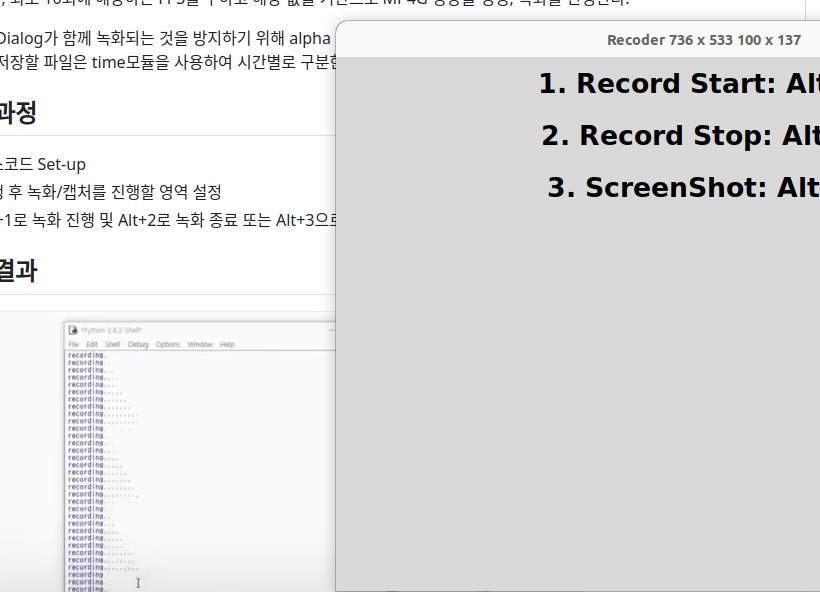 Dialog가 함께 녹화되는 것을 방지하기 위해 alpha
저장할 파일은 time모듈을 사용하여 시간별로 구분한
과정
코드 Set-up
후 녹화/캡처를 진행할 영역 설정
+1로 녹화 진행 및 Alt+2로 녹화 종료 또는 Alt+3으로
결과
Recoder 736 x 533 100 x 137
1. Record Start: Alt
2. Record Stop: Alt
3. ScreenShot: Alt
*Python 3.8.5 Shell*
File Edit Shell Debug Options Window Help
recording.
recording..
recording...
recording....
recording.....
recording......
recording.......
recording........
recording.........
recording..........
recording
recording.
recording..
recording...
recording....
recording.....
recording......
recording.......
recording........
recording.........
recording
recording.
recording..
recording...
recording....
recording.....
recording......
recording.......
recording........
recording.........
recording
recording.
recording..